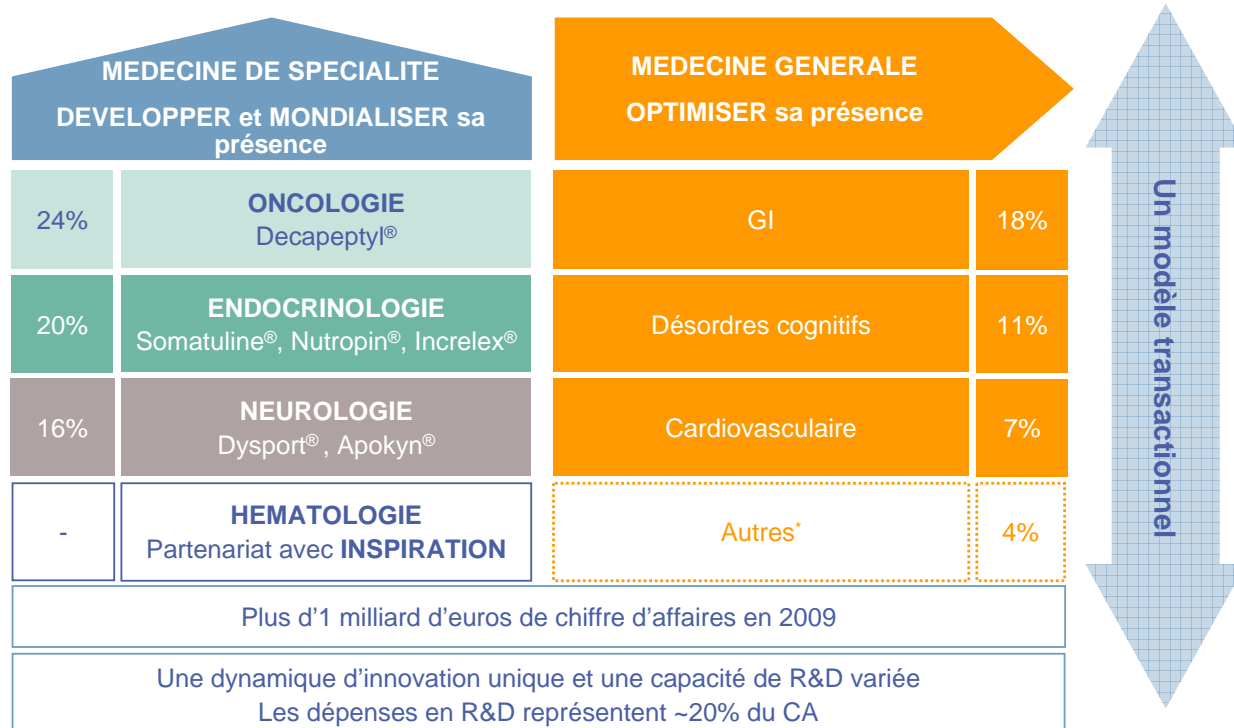 MEDECINE DE SPECIALITE
DEVELOPPER et MONDIALISER sa
présence
MEDECINE GENERALE
OPTIMISER sa présence
24%
ONCOLOGIE
Decapeptyl®
GI
18%
20%
ENDOCRINOLOGIE
Somatuline®, Nutropin®, Increlex®
Désordres cognitifs
11%
16%
NEUROLOGIE
Dysport® , Apokyn®
Cardiovasculaire
7%
-
HEMATOLOGIE
Partenariat avec INSPIRATION
Autres*
4%
Un modèle transactionnel
Plus d'1 milliard d'euros de chiffre d'affaires en 2009
Une dynamique d'innovation unique et une capacité de R&D variée
Les dépenses en R&D représentent ~20% du CA